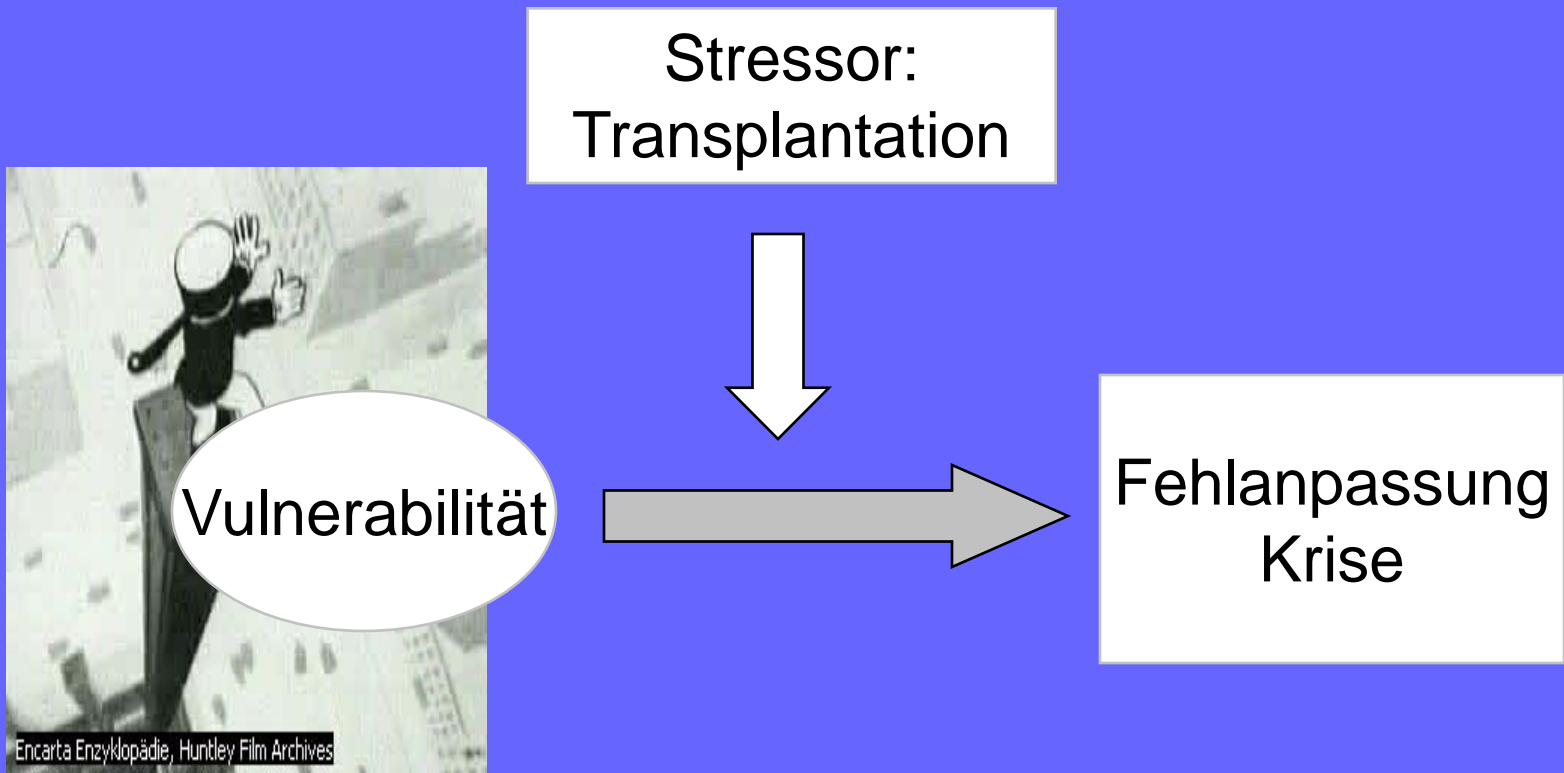 Stressor:
Transplantation
Vulnerabilität
Fehlanpassung
Krise
Encarta Enzyklopädie, Huntley Film Archives